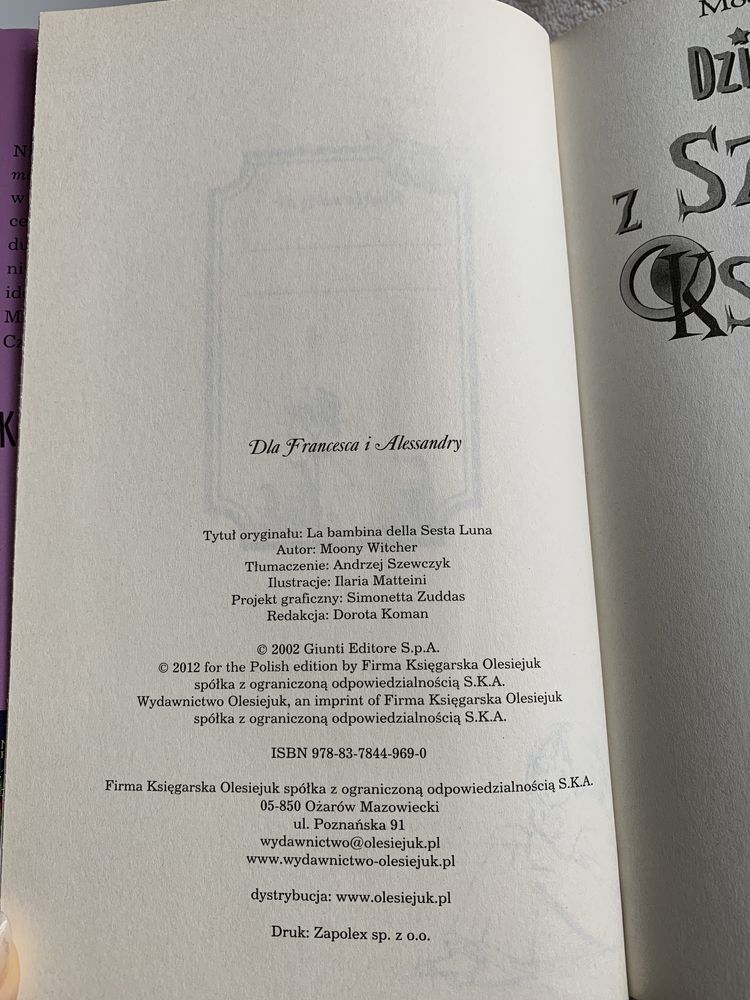 Dla Francesca i Alessandry
Tytuł oryginału: La bambina della Sesta Luna
Autor: Moony Witcher
Tłumaczenie: Andrzej Szewczyk
Ilustracje: Ilaria Matteini
Projekt graficzny: Simonetta Zuddas
Redakcja: Dorota Koman
© 2002 Giunti Editore S.p.A.
© 2012 for the Polish edition by Firma Księgarska Olesiejuk
spółka z ograniczoną odpowiedzialnością S.K.A.
Wydawnictwo Olesiejuk, an imprint of Firma Księgarska Olesiejuk
spółka z ograniczoną odpowiedzialnością S.K.A.
ISBN 978-83-7844-969-0
Firma Księgarska Olesiejuk spółka z ograniczoną odpowiedzialnością S.K.A.
05-850 Ożarów Mazowiecki
ul. Poznańska 91
wydawnictwo@olesiejuk.pl
www.wydawnictwo-olesiejuk.pl
dystrybucja: www.olesiejuk.pl
Druk: Zapolex sp. z o.o.
z